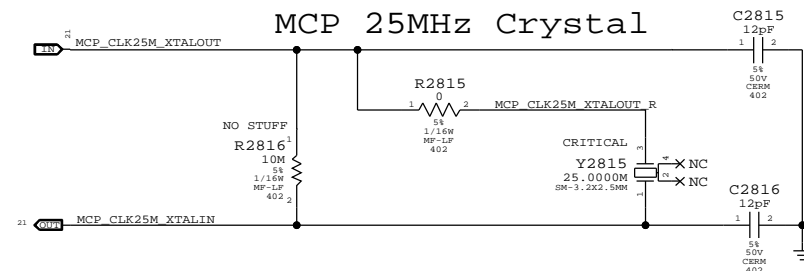 MCP 25MHz Crystal
C2815
12pF
1 2
5%
50V
CERM
402
21
IN
MCP_CLK25M_XTALOUT
R2815
0
1 2
5%
1/16W
MF-LF
402
MCP_CLK25M_XTALOUT_R
NO STUFF
R2816
1
10M
5%
1/16W
MF-LF
402
2
CRITICAL
3
4
NC
Y2815
25.0000M
SM-3.2X2.5MM
2
NC
1
C2816
12pF
1 2
5%
50V
CERM
402
21
OUT
MCP_CLK25M_XTALIN